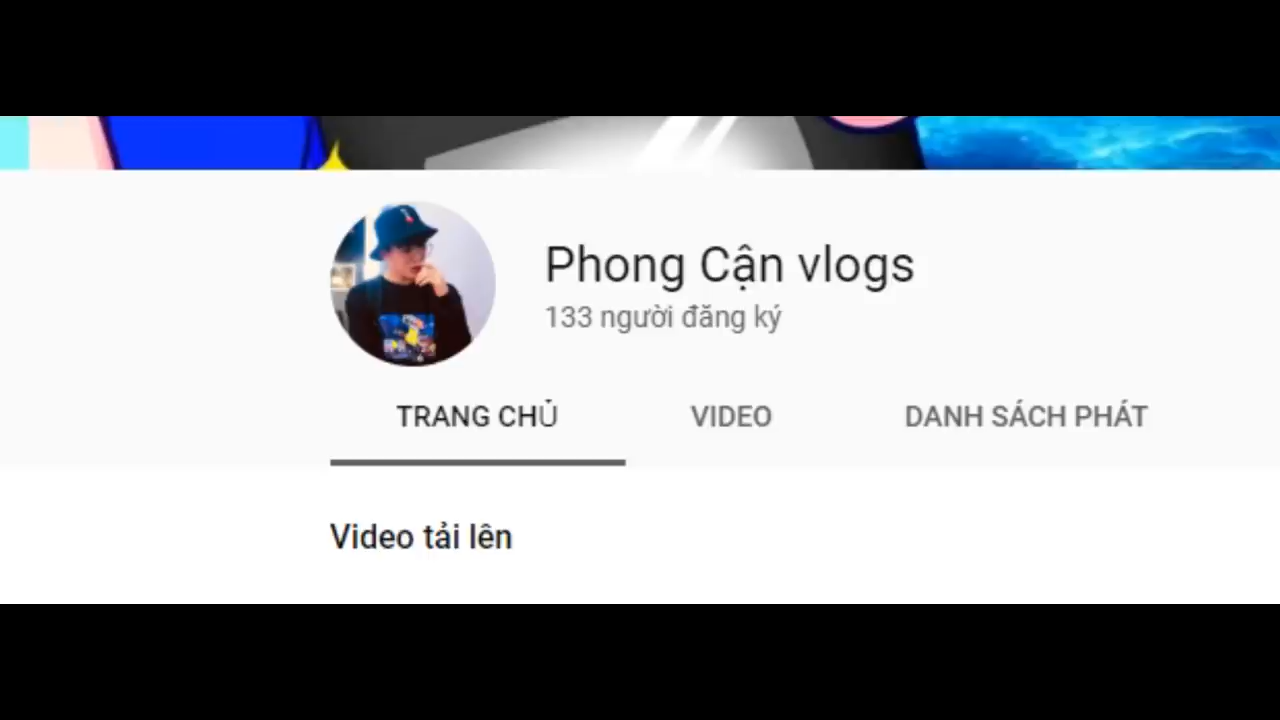 Phong Cận vlogs
133 người đăng ký
TRANG CHỦ VIDEO DANH SÁCH PHÁT
Video tải lên